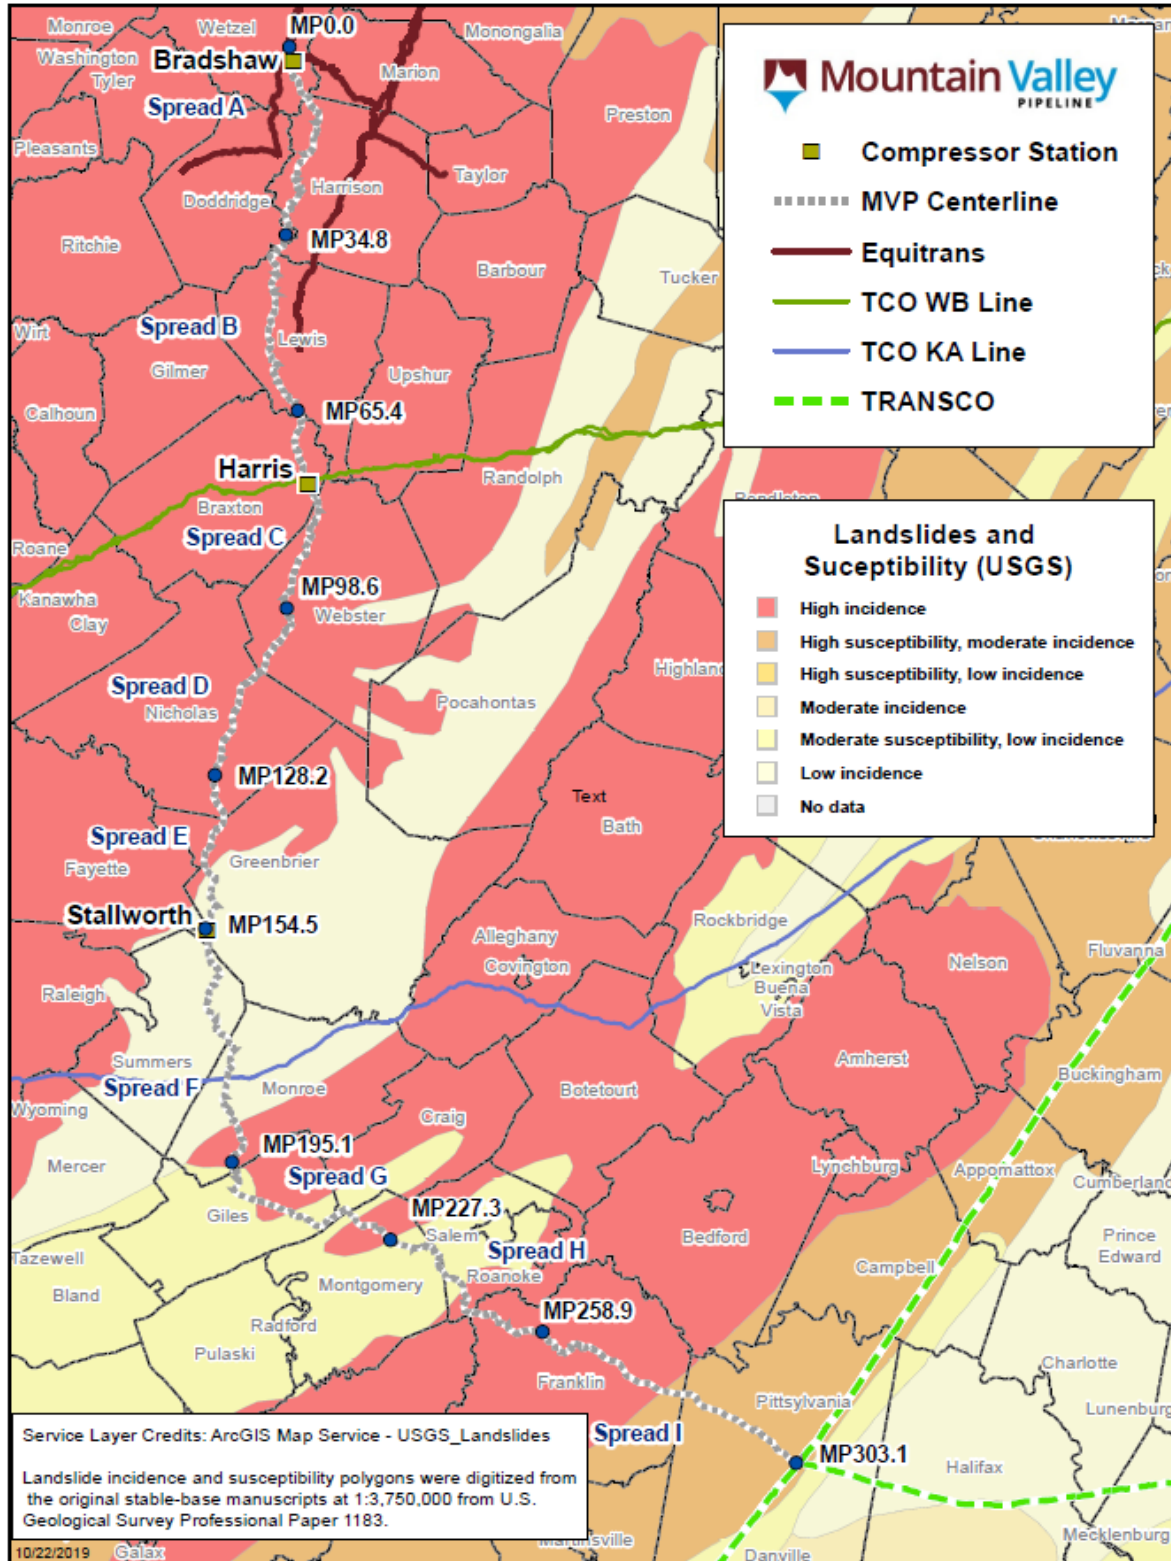 Monroe
Wetzel
MP0.0
Monongalia
Washington
Bradshaw
Tyler
Marion
Spread A
Preston
Pleasants
Taylor
Harrison
Doddridge
Ritchie
MP34.8
Barbour
Tucker
Wirt
Spread B
Lewis
Gilmer
Upshur
Calhoun
MP65.4
Harris
Randolph
Braxton
Spread C
Roane
Kanawha
Clay
MP98.6
Webster
Highland
Spread D
Nicholas
Pocahontas
MP128.2
Text
Bath
Spread E
Fayette
Greenbrier
Stallworth
MP154.5
Rockbridge
Alleghany
Covington
Lexington
Buena
Vista
Nelson
Fluvanna
Raleigh
Summers
Spread F
Monroe
Amherst
Buckingham
Wyoming
Botetourt
Craig
Mercer
MP195.1
Spread G
Lynchburg
Appomattox
Cumberland
Giles
MP227.3
Salem
Bedford
Prince
Edward
Tazewell
Spread H
Roanoke
Campbell
Bland
Montgomery
Radford
MP258.9
Pulaski
Charlotte
Franklin
Pittsylvania
Lunenburg
Spread I
MP303.1
Halifax
Mecklenburg
Danville
Galax
Mountain Valley
PIPELINE
Compressor Station
MVP Centerline
Equitrans
TCO WB Line
TCO KA Line
TRANSCO
Landslides and
Suceptibility (USGS)
High incidence
High susceptibility, moderate incidence
High susceptibility, low incidence
Moderate incidence
Moderate susceptibility, low incidence
Low incidence
No data
Service Layer Credits: ArcGIS Map Service - USGS_Landslides
Landslide incidence and susceptibility polygons were digitized from
the original stable-base manuscripts at 1:3,750,000 from U.S.
Geological Survey Professional Paper 1183.
10/22/2019